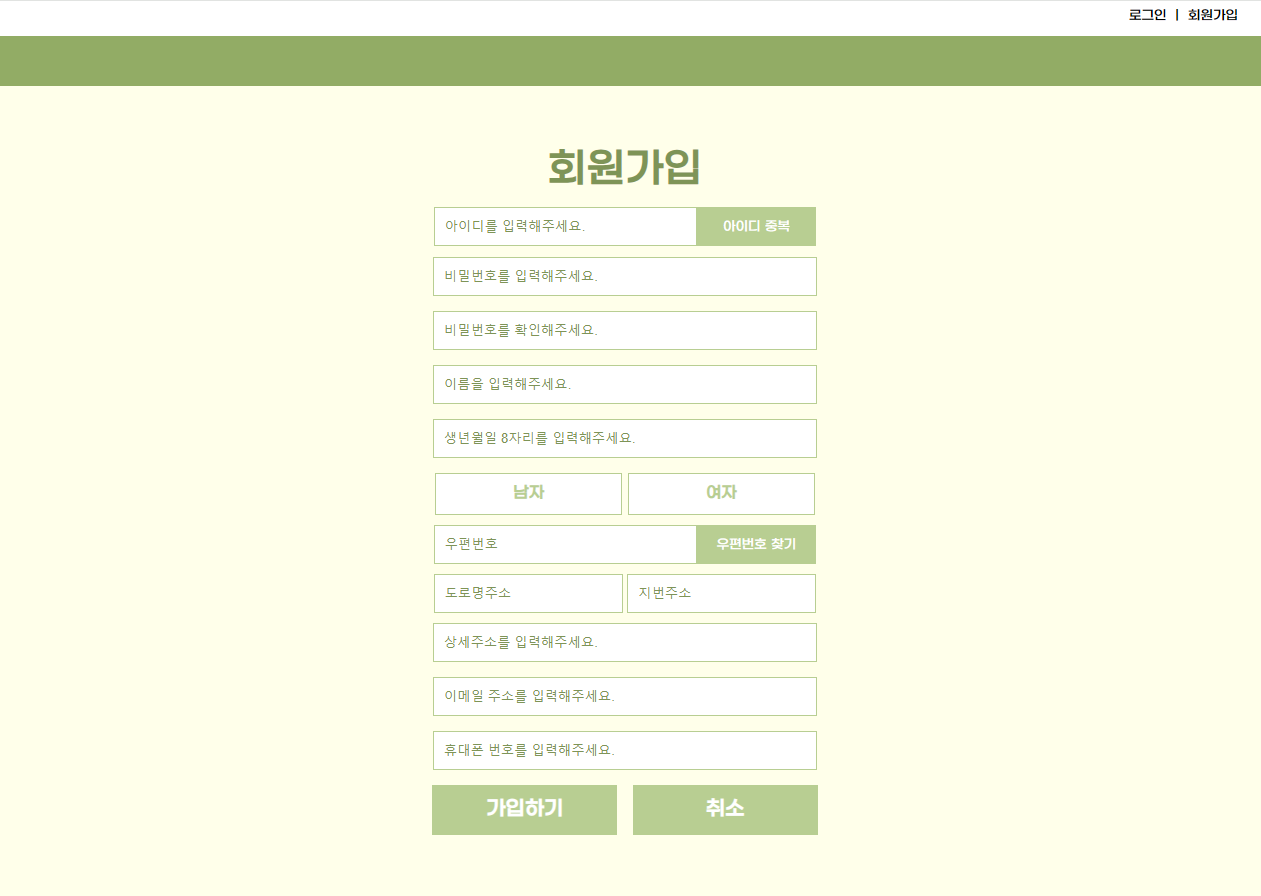 로그인 | 회원가입
회원가입
아이디를 입력해주세요. 아이디 중복
비밀번호를 입력해주세요.
비밀번호를 확인해주세요.
이름을 입력해주세요.
생년월일 8자리를 입력해주세요.
남자 여자
우편번호 우편번호 찾기
도로명주소 지번주소
상세주소를 입력해주세요.
이메일 주소를 입력해주세요.
휴대폰 번호를 입력해주세요.
가입하기 취소